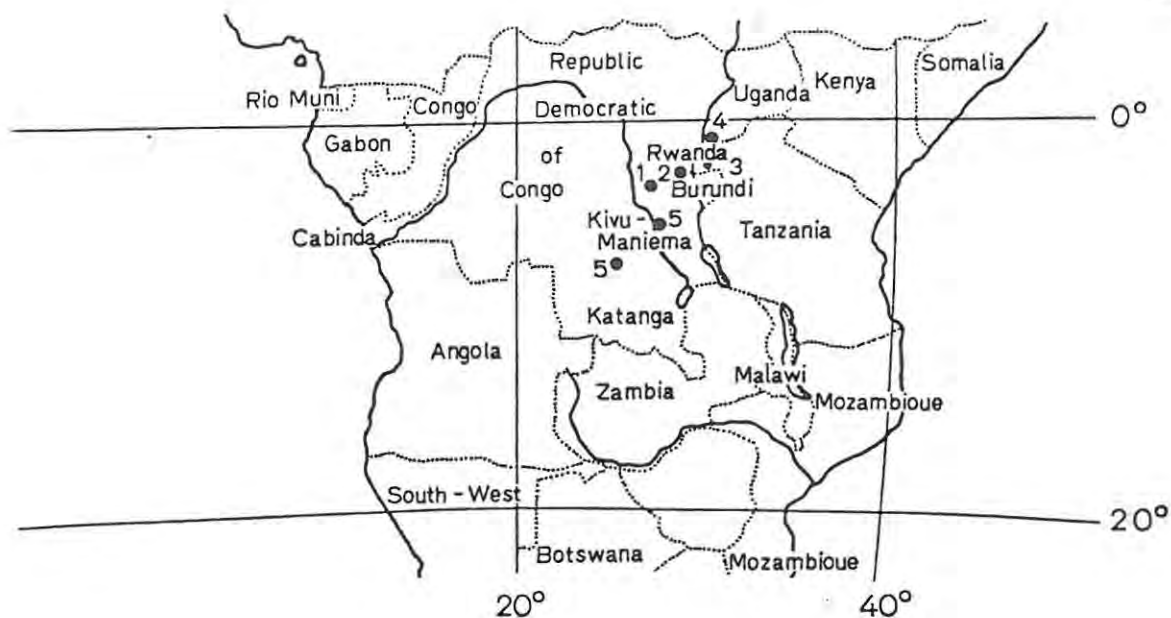 Republic
Somalia
Kenya
Uganda
Rio Muni
Congo
Democratic
0°
4
Gabon
of
Rwanda
3
1
2
Congo
Burundi
Kivu-
5
Cabinda
Maniema
Tanzania
5
Katanga
Angola
Malawi
Zambia
Mozambioue
South-West
20°
Botswana
Mozambioue
20°
40°